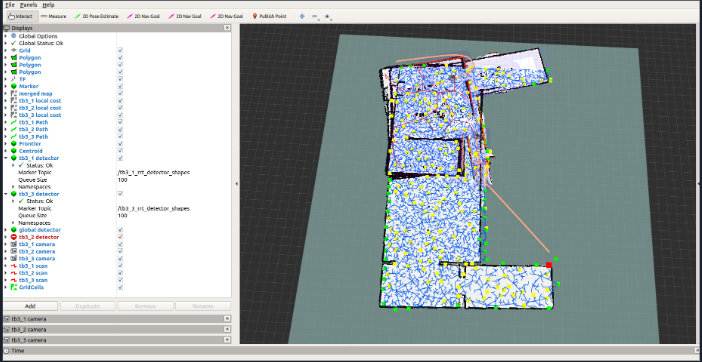 File Panels Help
Interact Measure 2D Pose Estimate 2D Nav Goal 2D Nav Goal 2D Nav Goal Publish Point
Displays
Global Options
Global Status: Ok
Grid
Polygon
Polygon
Polygon
TF
Marker
merged map
tb3_1 local cost
tb3_2 local cost
tb3_3 local cost
tb3_1 Path
tb3_2 Path
tb3_3 Path
Frontier
Centroid
tb3_1 detector
Status: Ok
Marker Topic /tb3_1_rrt_detector_shapes
Queue Size 100
Namespaces
tb3_3 detector
Status: Ok
Marker Topic /tb3_3_rrt_detector_shapes
Queue Size 100
Namespaces
global detector
tb3_2 detector
tb3_1 camera
tb3_2 camera
tb3_3 camera
tb3_1 scan
tb3_2 scan
tb3_3 scan
GridCells
Add Duplicate Remove Rename
tb3_1 camera
tb3_2 camera
tb3_3 camera
Time